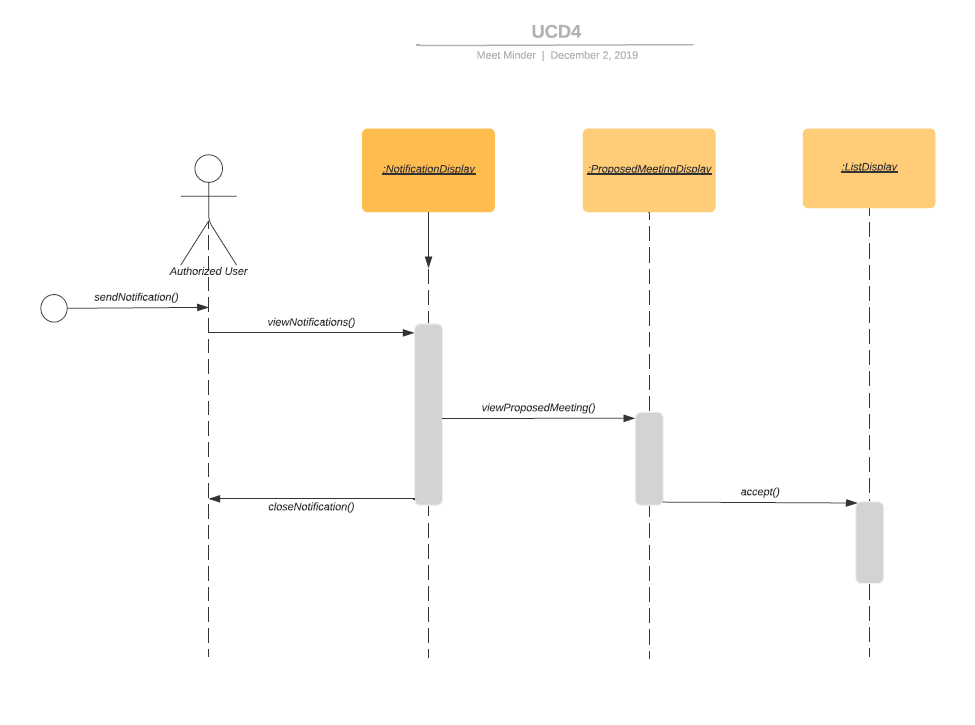 UCD4
Meet Minder | December 2, 2019
:NotificationDisplay
:ProposedMeetingDisplay
:ListDisplay
Authorized User
sendNotification()
viewNotifications()
viewProposedMeeting()
accept()
closeNotification()